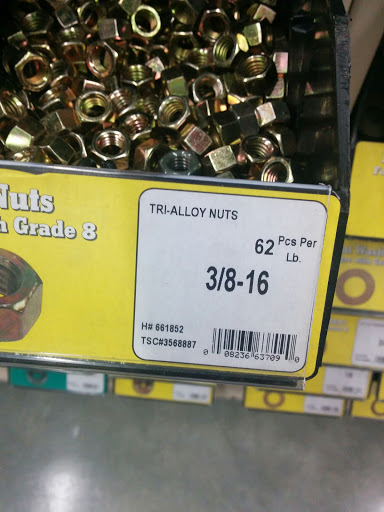 Nuts
h Grade 8
TRI-ALLOY NUTS
62 Pcs Per Lb.
3/8-16
H# 661852
TSC#3568887
0 08236 63709 0